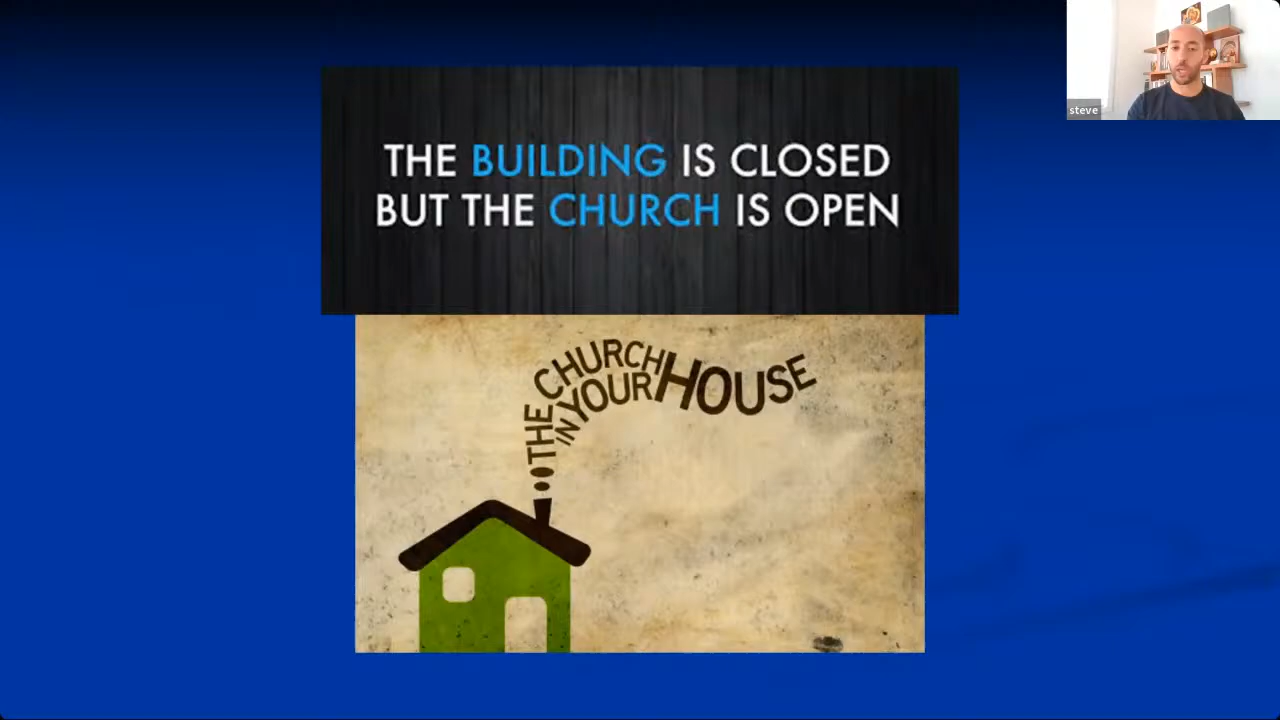 THE BUILDING IS CLOSED
BUT THE CHURCH IS OPEN
steve
THE CHURCH
IN YOUR HOUSE